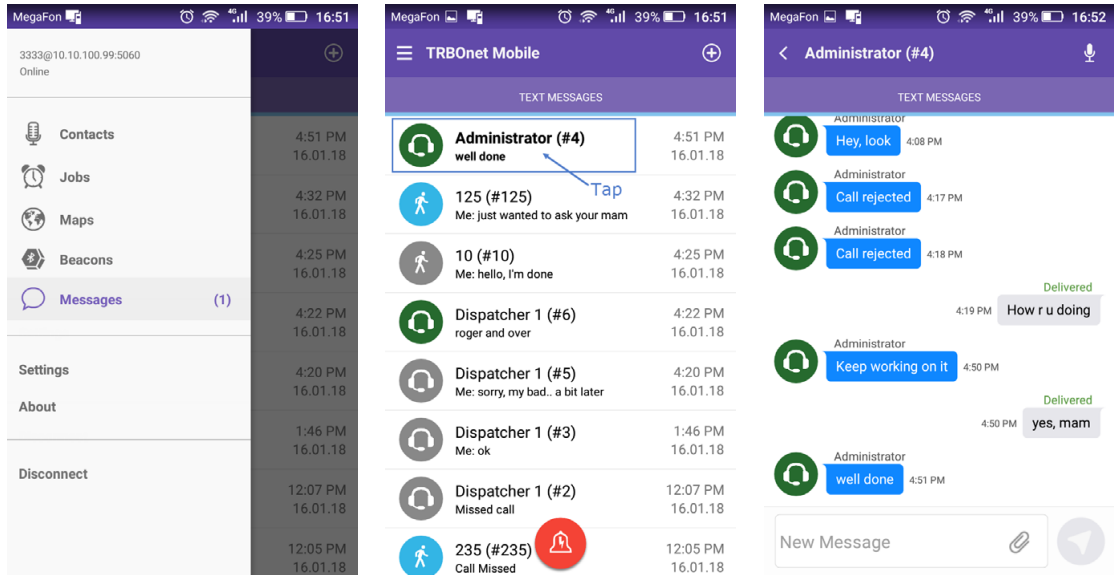 MegaFon 4G 39% 16:51
3333@10.10.100.99:5060
Online
Contacts
Jobs
Maps
Beacons
Messages (1)
Settings
About
Disconnect
4:51 PM
16.01.18
4:32 PM
16.01.18
4:25 PM
16.01.18
4:22 PM
16.01.18
4:20 PM
16.01.18
1:46 PM
16.01.18
12:07 PM
16.01.18
12:05 PM
16.01.18
MegaFon 4G 39% 16:51
TRBOnet Mobile
TEXT MESSAGES
Administrator (#4) 4:51 PM
well done 16.01.18
Tap
125 (#125) 4:32 PM
Me: just wanted to ask your mam 16.01.18
10 (#10) 4:25 PM
Me: hello, I'm done 16.01.18
Dispatcher 1 (#6) 4:22 PM
roger and over 16.01.18
Dispatcher 1 (#5) 4:20 PM
Me: sorry, my bad.. a bit later 16.01.18
Dispatcher 1 (#3) 1:46 PM
Me: ok 16.01.18
Dispatcher 1 (#2) 12:07 PM
Missed call 16.01.18
235 (#235) 12:05 PM
Call Missed 16.01.18
MegaFon 4G 39% 16:52
Administrator (#4)
TEXT MESSAGES
Administrator
Hey, look 4:08 PM
Administrator
Call rejected 4:17 PM
Administrator
Call rejected 4:18 PM
Delivered
4:19 PM How r u doing
Administrator
Keep working on it 4:50 PM
Delivered
4:50 PM yes, mam
Administrator
well done 4:51 PM
New Message